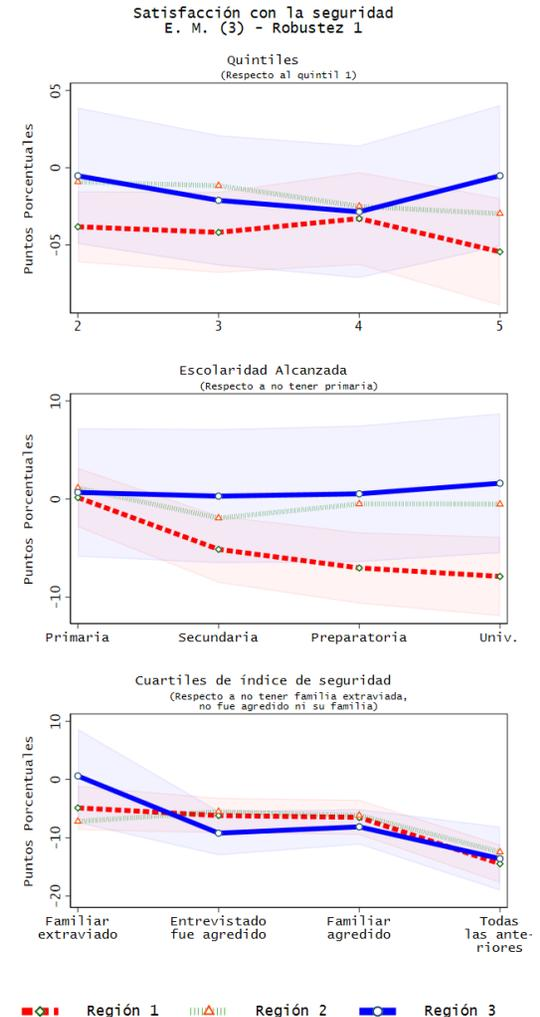 Satisfacción con la seguridad
E. M. (3) - Robustez 1
Quintiles
(Respecto al quintil 1)
Puntos Porcentuales
05
0
-05
2 3 4 5
Escolaridad Alcanzada
(Respecto a no tener primaria)
Puntos Porcentuales
10
0
-10
Primaria Secundaria Preparatoria Univ.
Cuartiles de índice de seguridad
(Respecto a no tener familia extraviada,
no fue agredido ni su familia)
Puntos Porcentuales
10
0
-10
-20
Familiar Entrevistado Familiar Todas
extraviado fue agredido agredido las ante-
riores
Región 1 Región 2 Región 3